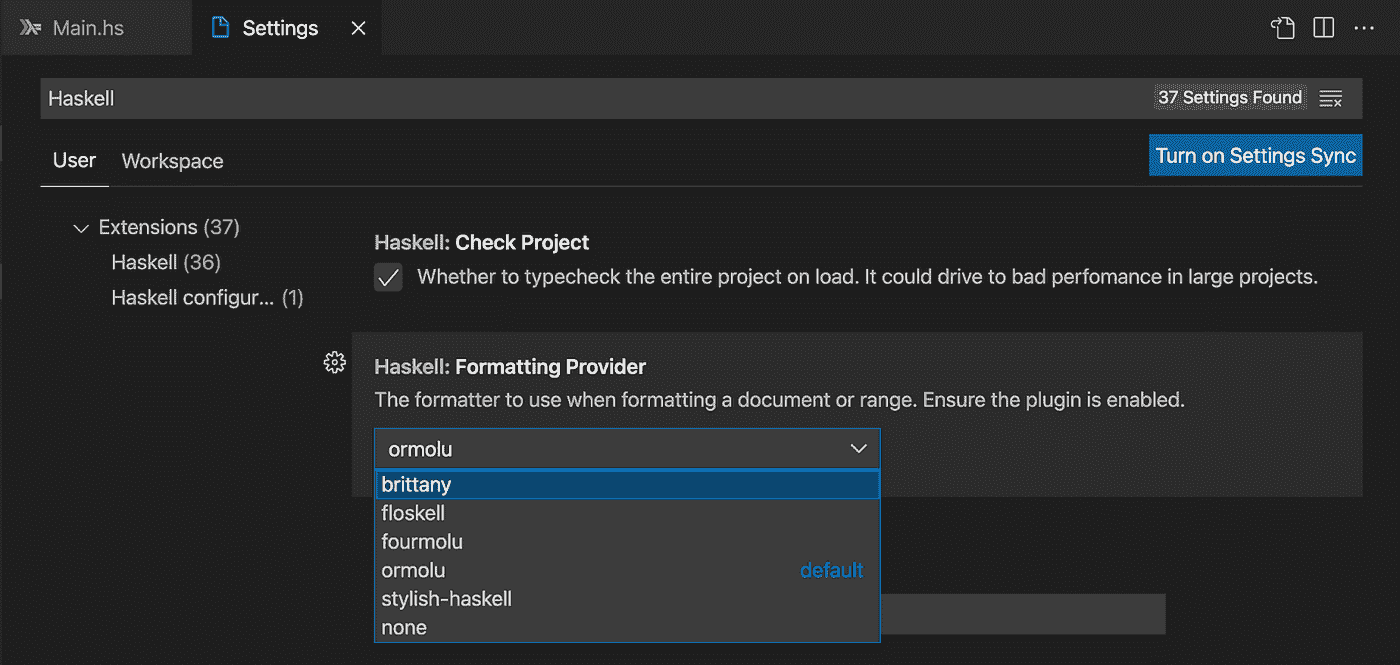 Main.hs
Settings
Haskell
37 Settings Found
User
Workspace
Turn on Settings Sync
Extensions (37)
Haskell (36)
Haskell configur... (1)
Haskell: Check Project
Whether to typecheck the entire project on load. It could drive to bad perfomance in large projects.
Haskell: Formatting Provider
The formatter to use when formatting a document or range. Ensure the plugin is enabled.
ormolu
brittany
floskell
fourmolu
ormolu default
stylish-haskell
none